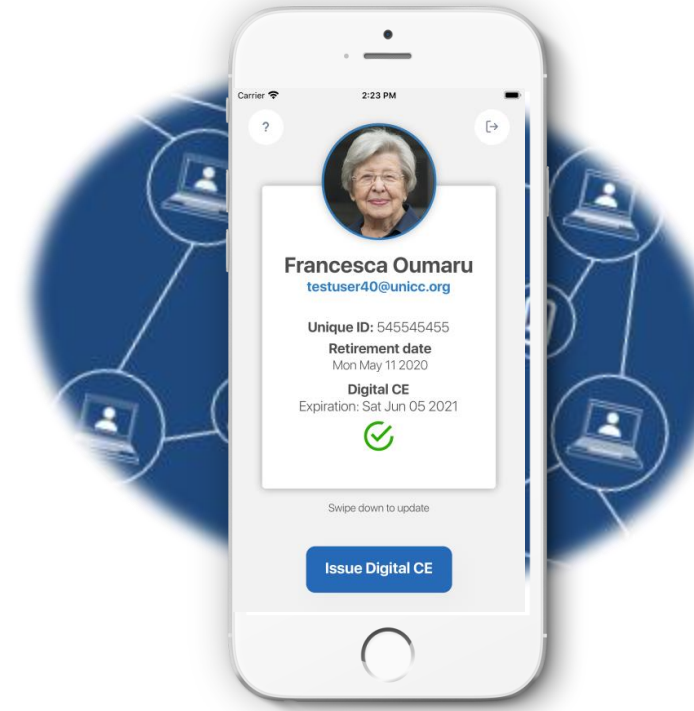 Carrier
2:23 PM
?
Francesca Oumaru
testuser40@unicc.org
Unique ID: 545545455
Retirement date
Mon May 11 2020
Digital CE
Expiration: Sat Jun 05 2021
Swipe down to update
Issue Digital CE